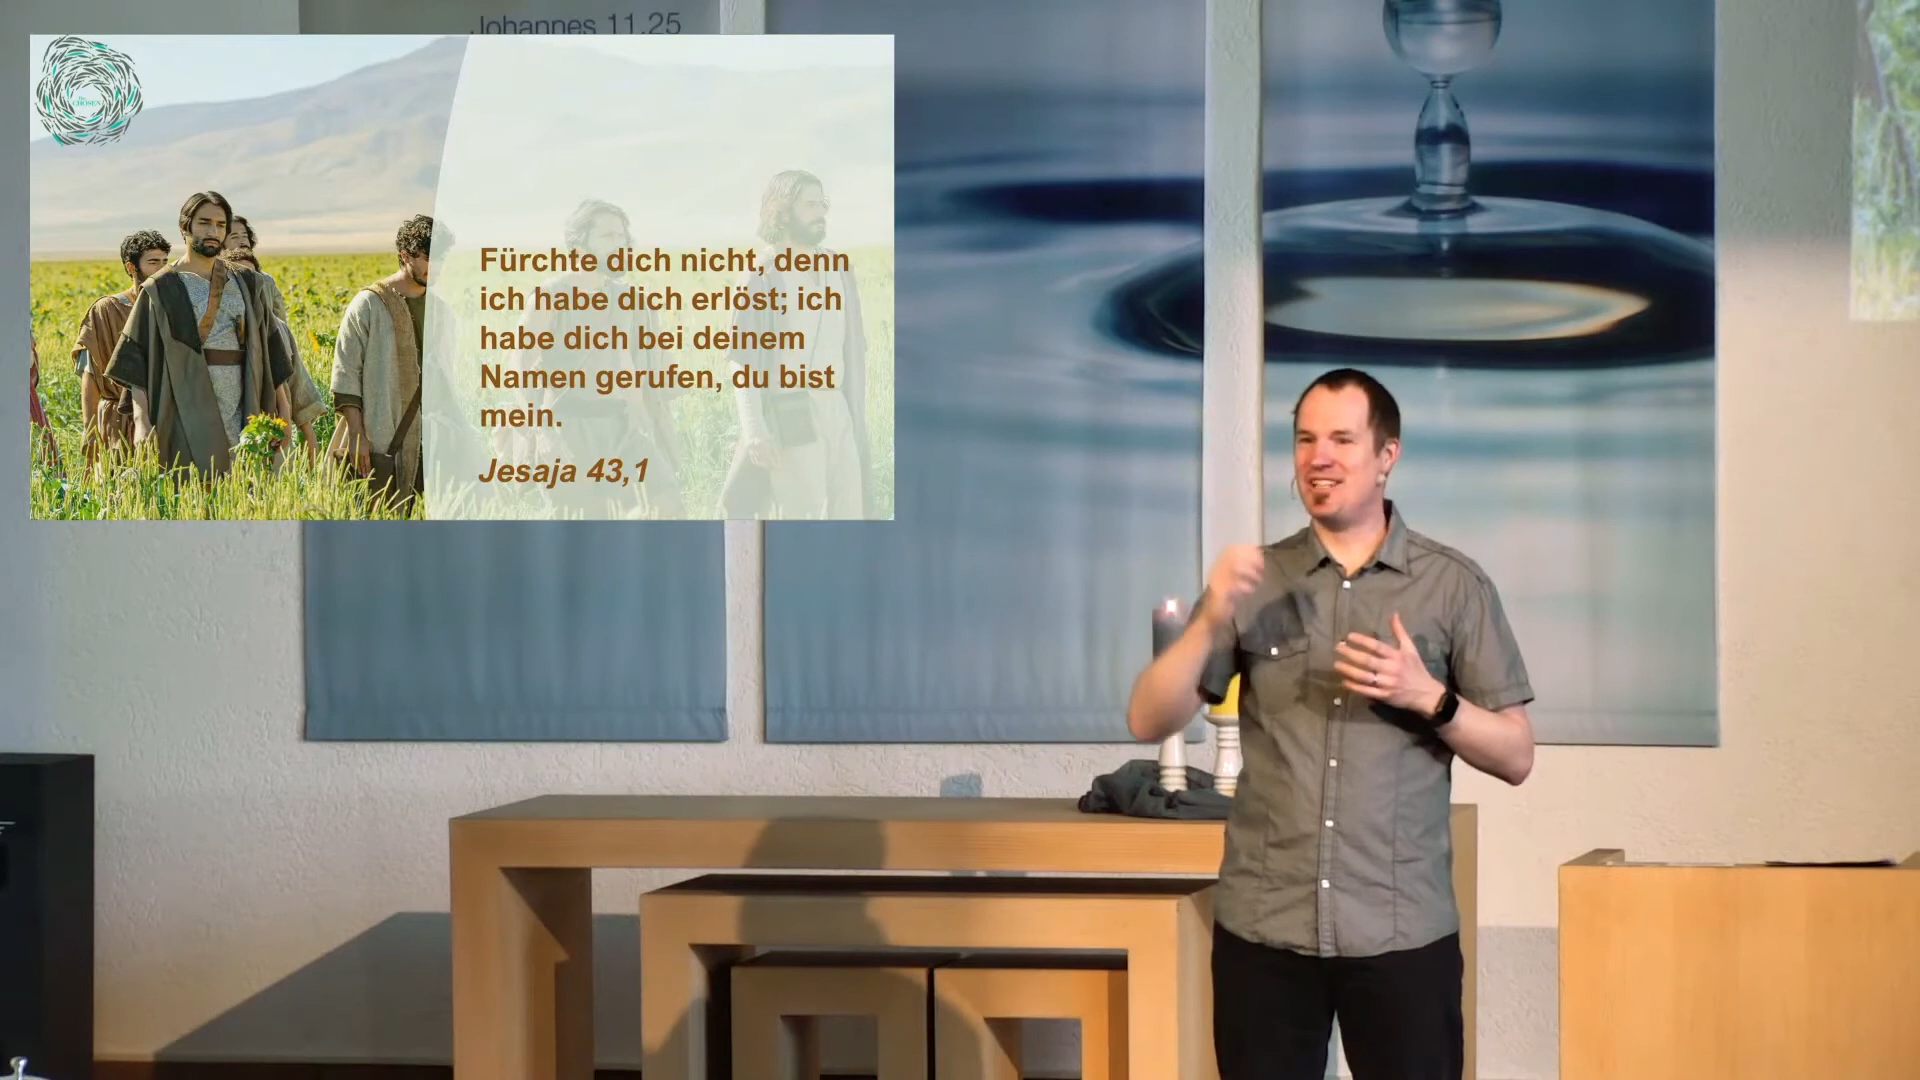 Johannes 11,25
CHOSEN
Fürchte dich nicht, denn
ich habe dich erlöst; ich
habe dich bei deinem
Namen gerufen, du bist
mein.
Jesaja 43,1